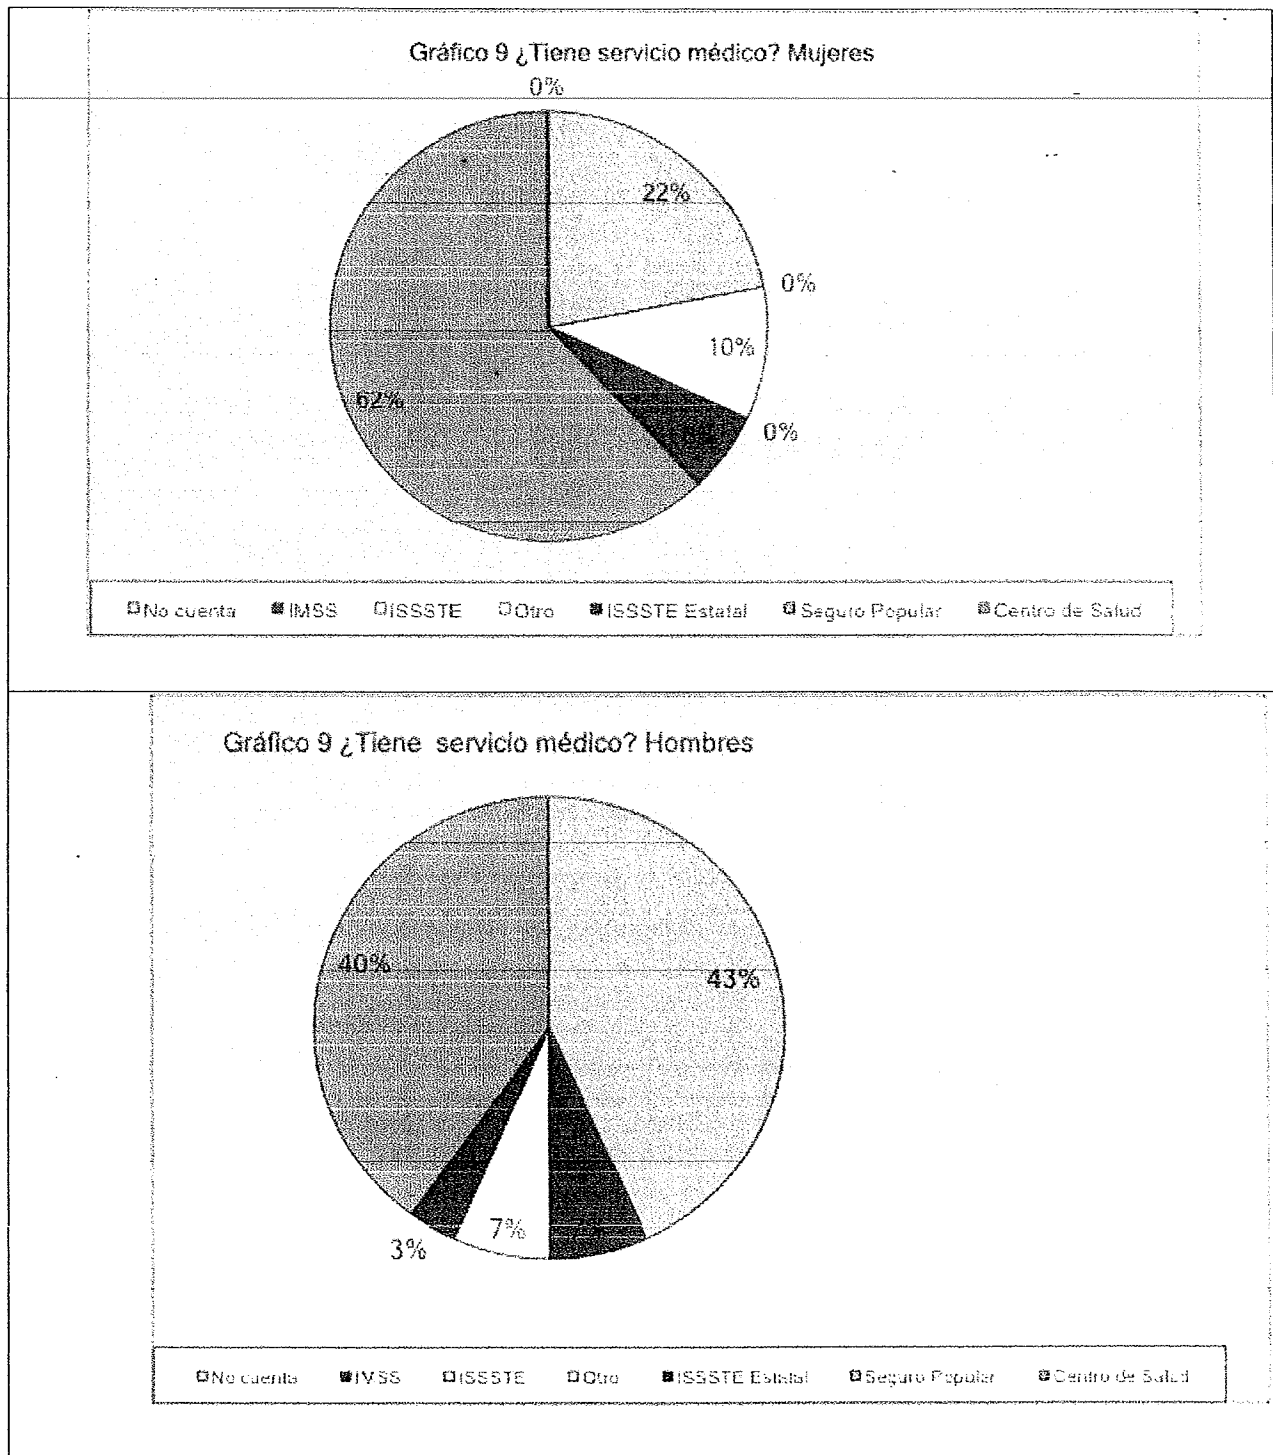 Gráfico 9 ¿Tiene servicio médico? Mujeres
0%
22%
0%
10%
62%
0%
No cuenta IMSS ISSSTE Otro ISSSTE Estatal Seguro Popular Centro de Salud
Gráfico 9 ¿Tiene servicio médico? Hombres
40%
43%
7%
3%
No cuenta IMSS ISSSTE Otro ISSSTE Estatal Seguro Popular Centro de Salud